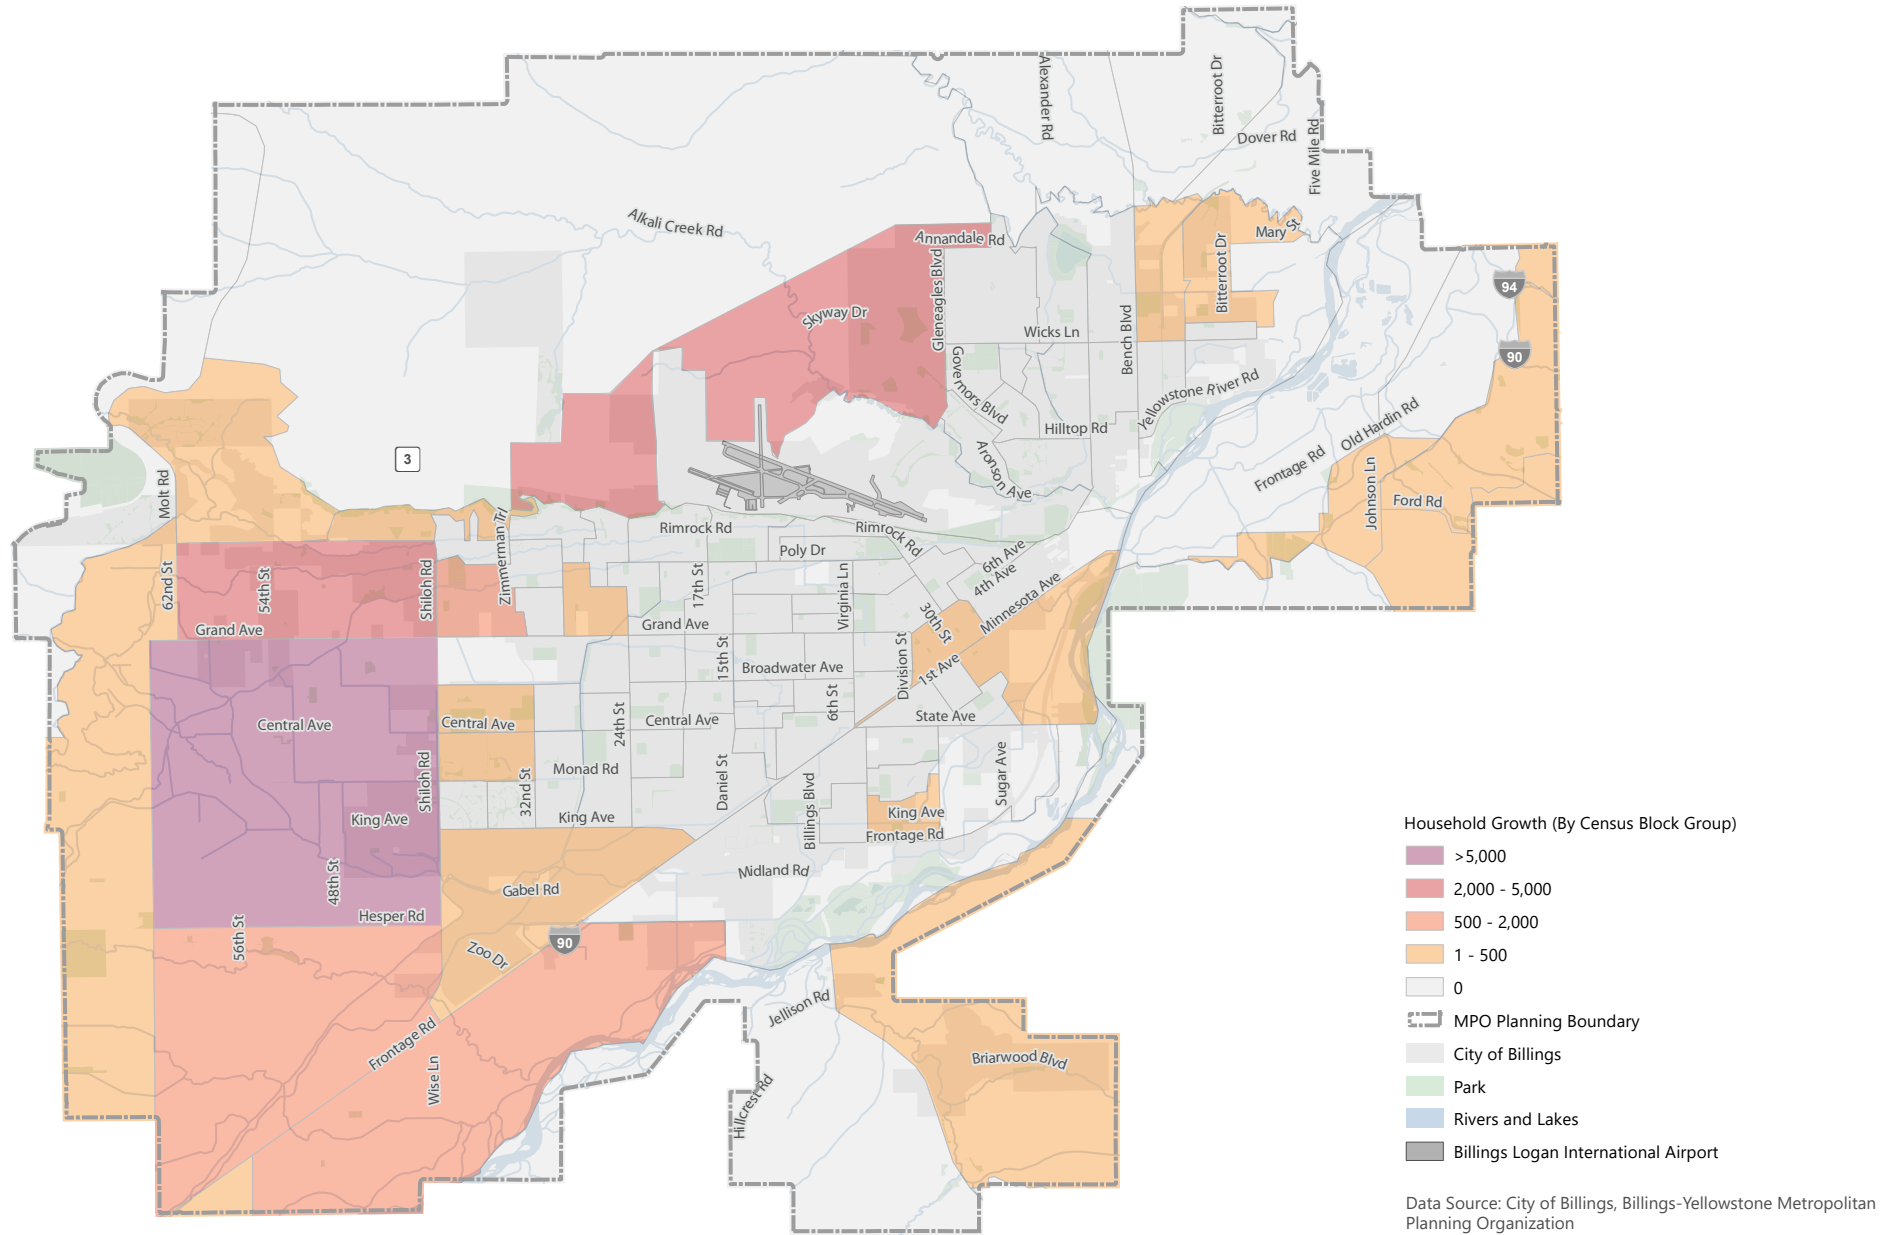 Alexander Rd
Bitterroot Dr
Dover Rd
Five Mile Rd
Alkali Creek Rd
Annandale Rd
Mary St
Gleneagles Blvd
Bitterroot Dr
94
Skyway Dr
Wicks Ln
Bench Blvd
90
Governors Blvd
Yellowstone River Rd
Hilltop Rd
Old Hardin Rd
3
Aronson Ave
Frontage Rd
Johnson Ln
Ford Rd
Molt Rd
Zimmerman Trl
Rimrock Rd
Rimrock Rd
Poly Dr
6th Ave
4th Ave
Minnesota Ave
62nd St
54th St
Shiloh Rd
17th St
Virginia Ln
30th St
Grand Ave
Grand Ave
15th St
Broadwater Ave
Division St
1st Ave
Central Ave
Central Ave
24th St
Central Ave
6th St
State Ave
Shiloh Rd
32nd St
Monad Rd
Daniel St
Billings Blvd
Sugar Ave
King Ave
King Ave
King Ave
Frontage Rd
48th St
Gabel Rd
Midland Rd
Hesper Rd
56th St
Zoo Dr
90
Jellison Rd
Frontage Rd
Wise Ln
Briarwood Blvd
Hillcrest Rd
Household Growth (By Census Block Group)
>5,000
2,000 - 5,000
500 - 2,000
1 - 500
0
MPO Planning Boundary
City of Billings
Park
Rivers and Lakes
Billings Logan International Airport
Data Source: City of Billings, Billings-Yellowstone Metropolitan
Planning Organization